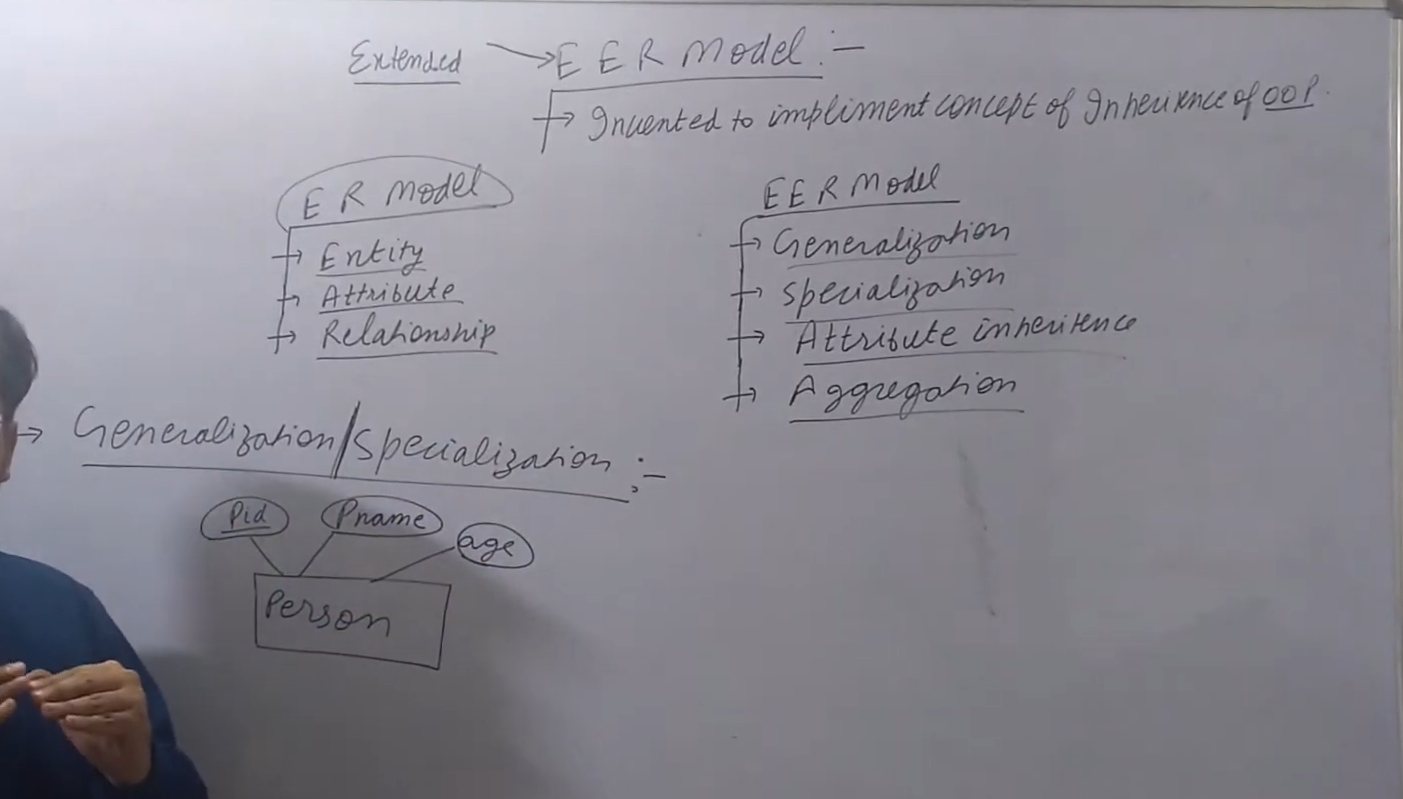 Extended → EER Model :-
→ Invented to impliment concept of Inheritence of OOP.
ER Model
→ Entity
→ Attribute
→ Relationship
EER Model
→ Generalization
→ Specialization
→ Attribute inheritence
→ Aggregation
→ Generalization/Specialization :-
Pid Pname age
Person